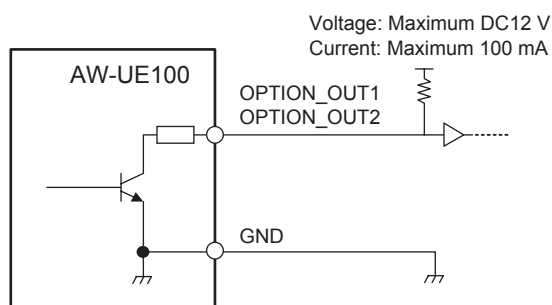 Voltage: Maximum DC12 V
Current: Maximum 100 mA
AW-UE100
OPTION_OUT1
OPTION_OUT2
GND